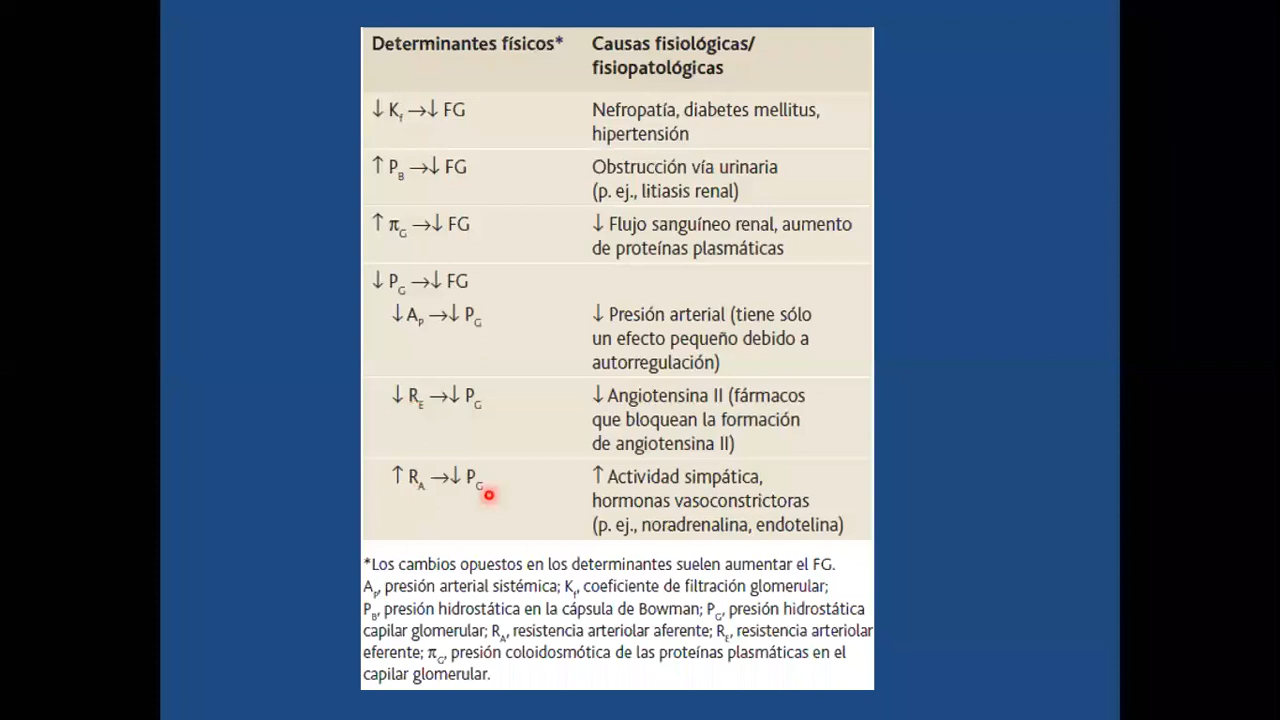 Determinantes físicos*
Causas fisiológicas/
fisiopatológicas
↓ Kf →↓ FG
Nefropatía, diabetes mellitus,
hipertensión
↑ PB →↓ FG
Obstrucción vía urinaria
(p. ej., litiasis renal)
↑ πG →↓ FG
↓ Flujo sanguíneo renal, aumento
de proteínas plasmáticas
↓ PG →↓ FG
↓ AP →↓ PG
↓ Presión arterial (tiene sólo
un efecto pequeño debido a
autorregulación)
↓ RE →↓ PG
↓ Angiotensina II (fármacos
que bloquean la formación
de angiotensina II)
↑ RA →↓ PG
↑ Actividad simpática,
hormonas vasoconstrictoras
(p. ej., noradrenalina, endotelina)
*Los cambios opuestos en los determinantes suelen aumentar el FG.
AP, presión arterial sistémica; Kf, coeficiente de filtración glomerular;
PB, presión hidrostática en la cápsula de Bowman; PG, presión hidrostática
capilar glomerular; RA, resistencia arteriolar aferente; RE, resistencia arteriolar
eferente; πG, presión coloidosmótica de las proteínas plasmáticas en el
capilar glomerular.